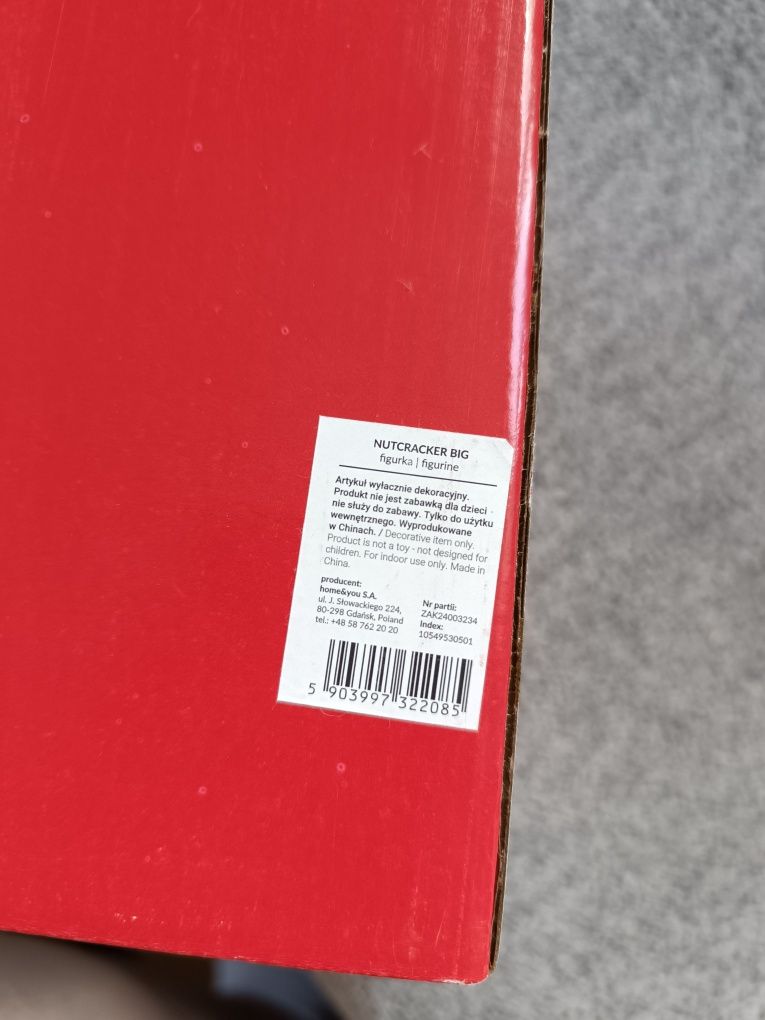 NUTCRACKER BIG
figurka | figurine
Artykuł wyłacznie dekoracyjny.
Produkt nie jest zabawką dla dzieci -
nie służy do zabawy. Tylko do użytku
wewnętrznego. Wyprodukowane
w Chinach. / Decorative item only.
Product is not a toy - not designed for
children. For indoor use only. Made in
China.
producent:
home&you S.A.
ul. J. Słowackiego 224,
80-298 Gdańsk, Poland
tel.: +48 58 762 20 20
Nr partii:
ZAK24003234
Index:
10549530501
5 903997 322085